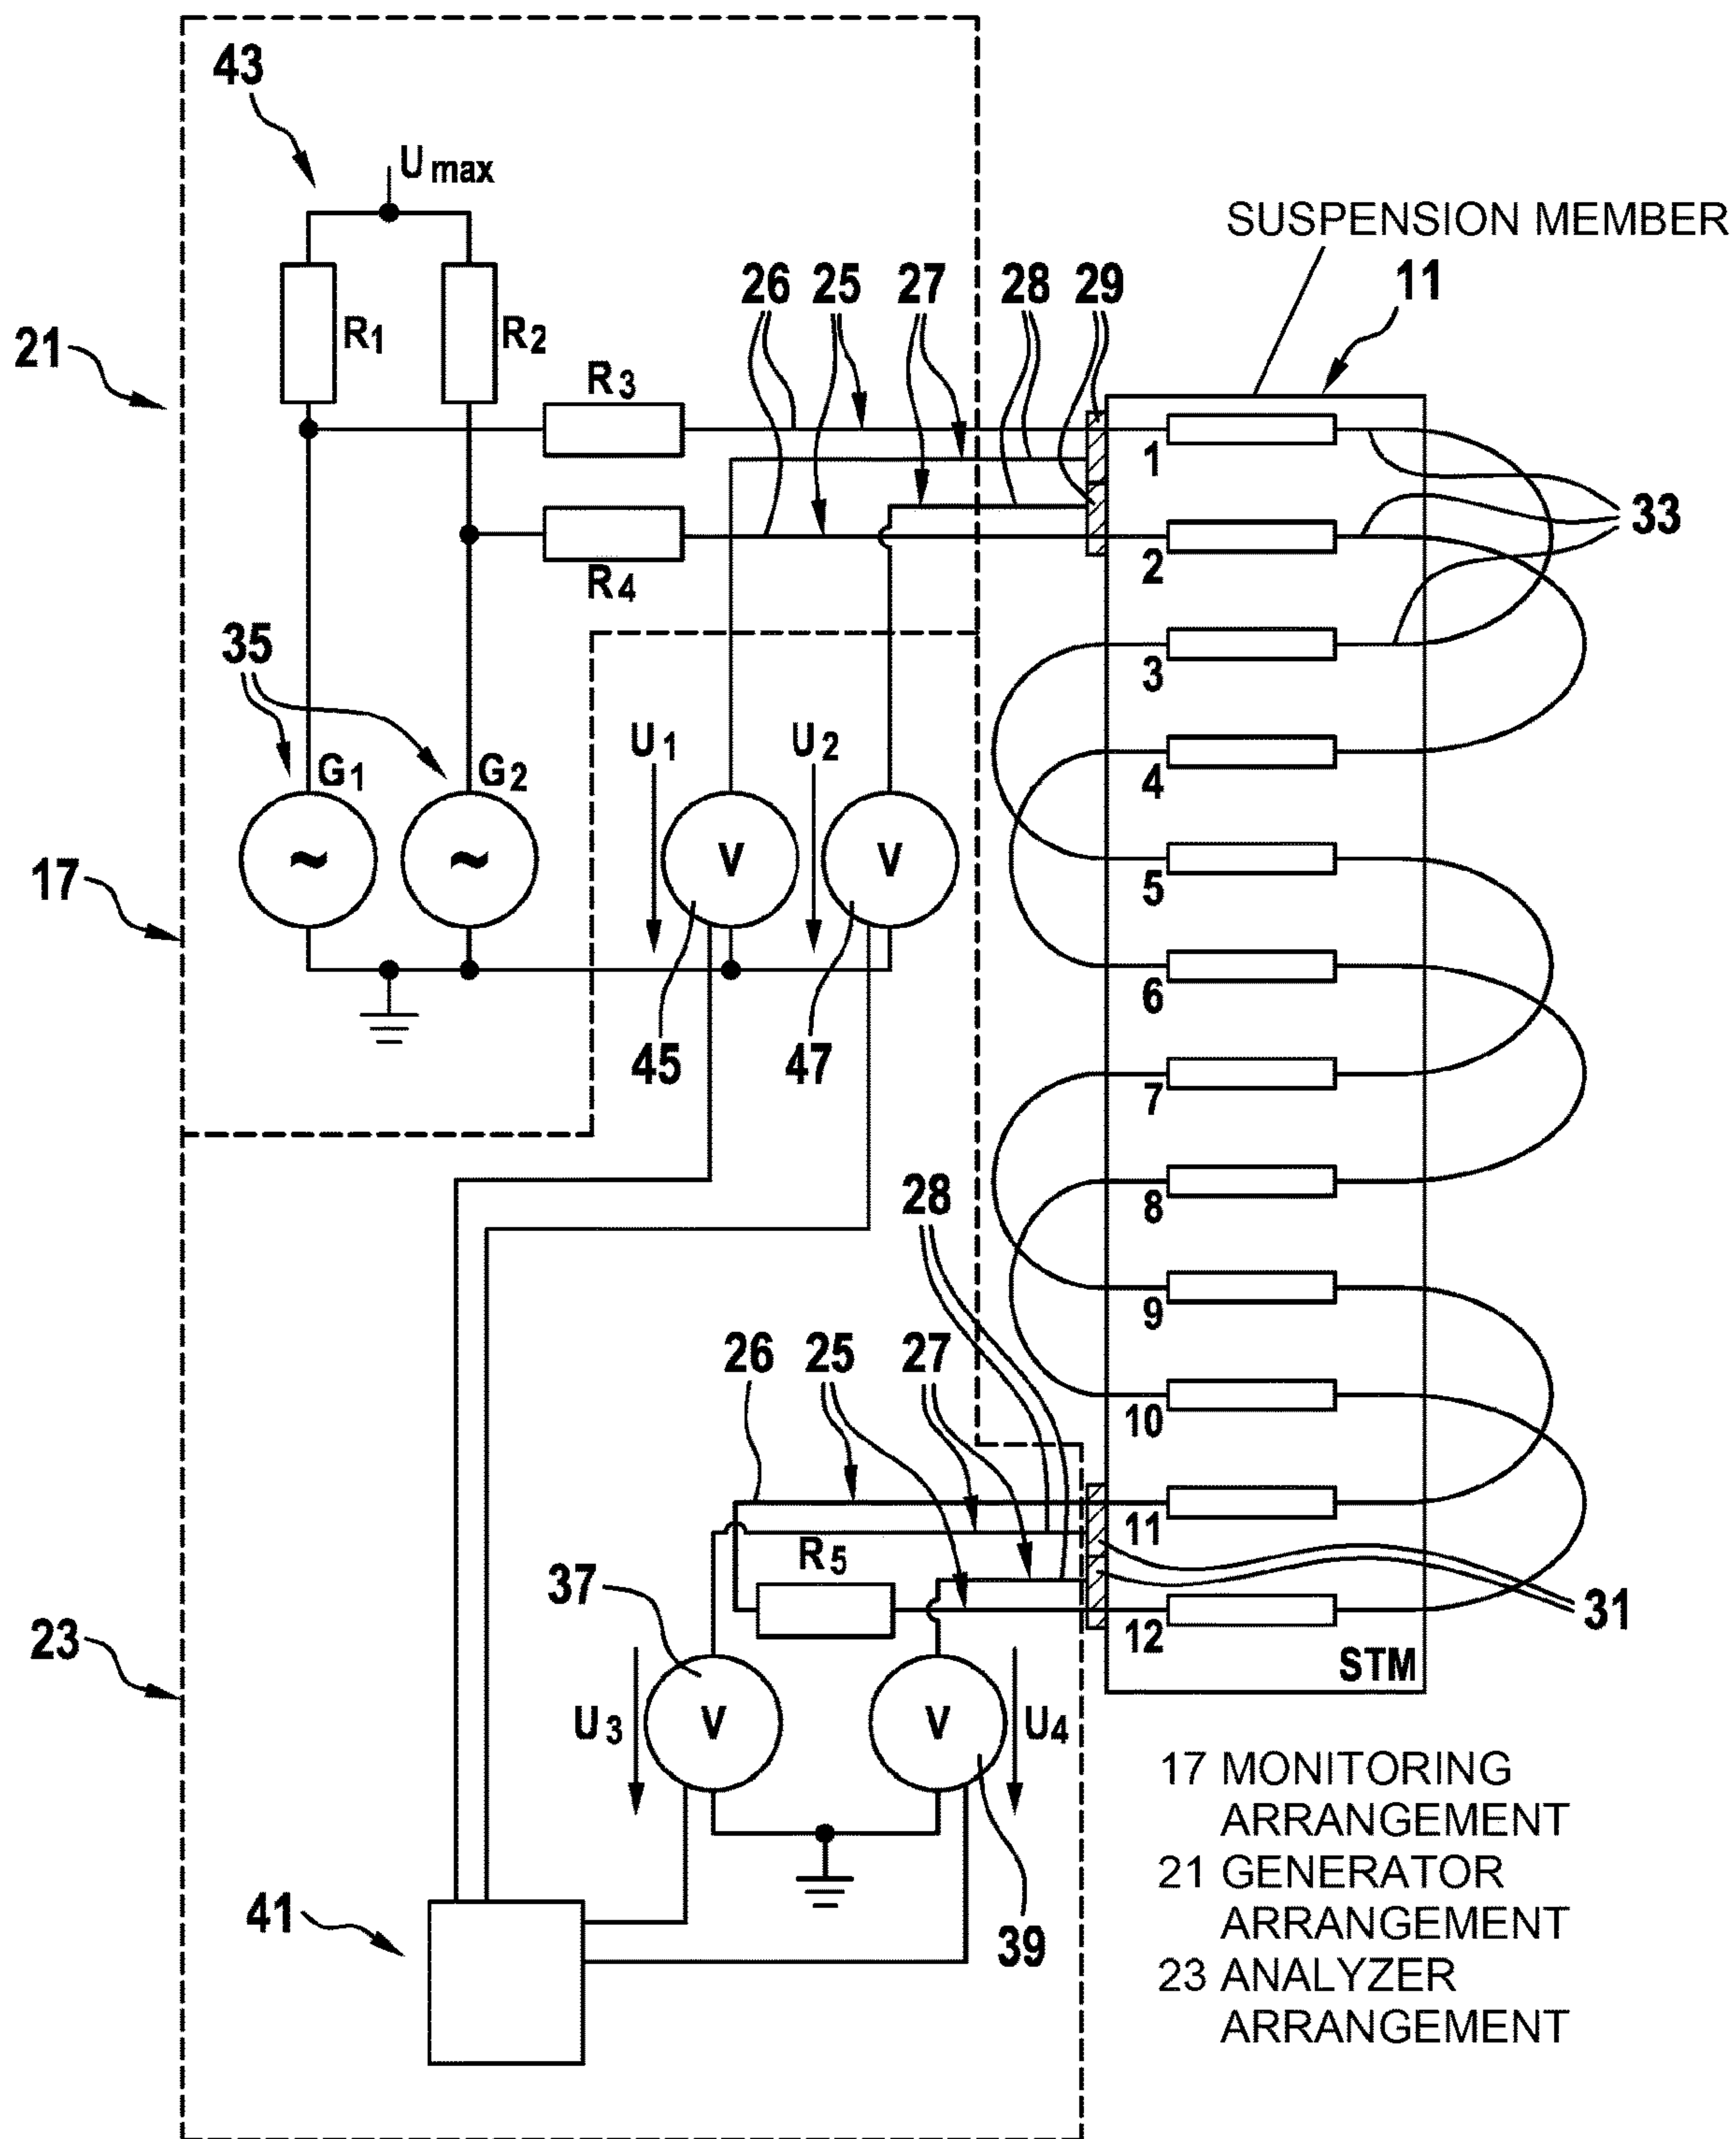 43
Umax
SUSPENSION MEMBER
26 25 27 28 29 11
R1 R2
21
R3
1
33
R4
2
35
3
U1 U2
G1 G2
4
~ ~ V V
17
5
6
45 47
7
28
8
9
26 25 27
10
11
R5
37
31
12
23
STM
U3 V V U4
17 MONITORING
ARRANGEMENT
21 GENERATOR
ARRANGEMENT
23 ANALYZER
ARRANGEMENT
41
39